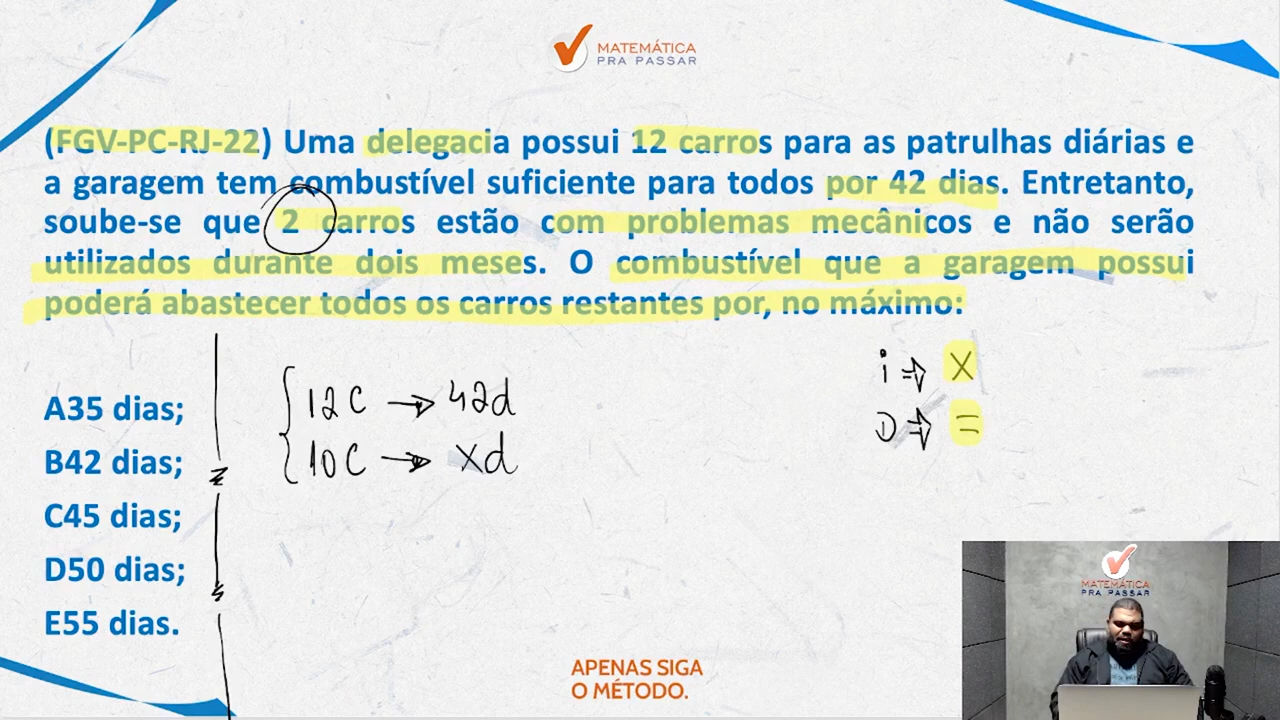 MATEMÁTICA
PRA PASSAR
(FGV-PC-RJ-22) Uma delegacia possui 12 carros para as patrulhas diárias e
a garagem tem combustível suficiente para todos por 42 dias. Entretanto,
soube-se que 2 carros estão com problemas mecânicos e não serão
utilizados durante dois meses. O combustível que a garagem possui
poderá abastecer todos os carros restantes por, no máximo:
A35 dias;
B42 dias;
C45 dias;
D50 dias;
E55 dias.
12C → 42d
10C → xd
i ⇒ X
D ⇒ =
MATEMÁTICA
PRA PASSAR
APENAS SIGA
O MÉTODO.